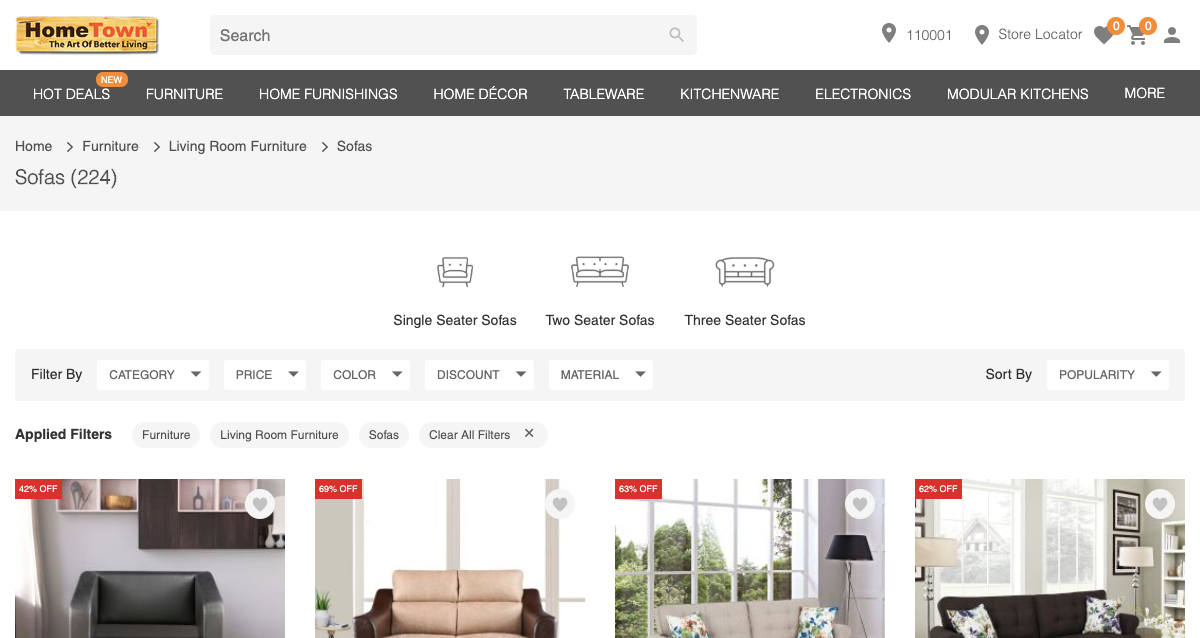 HomeTown
The Art Of Better Living
Search
110001
Store Locator
0
0
NEW
HOT DEALS
FURNITURE
HOME FURNISHINGS
HOME DÉCOR
TABLEWARE
KITCHENWARE
ELECTRONICS
MODULAR KITCHENS
MORE
Home
Furniture
Living Room Furniture
Sofas
Sofas (224)
Single Seater Sofas
Two Seater Sofas
Three Seater Sofas
Filter By
CATEGORY
PRICE
COLOR
DISCOUNT
MATERIAL
Sort By
POPULARITY
Applied Filters
Furniture
Living Room Furniture
Sofas
Clear All Filters
42% OFF
69% OFF
63% OFF
62% OFF